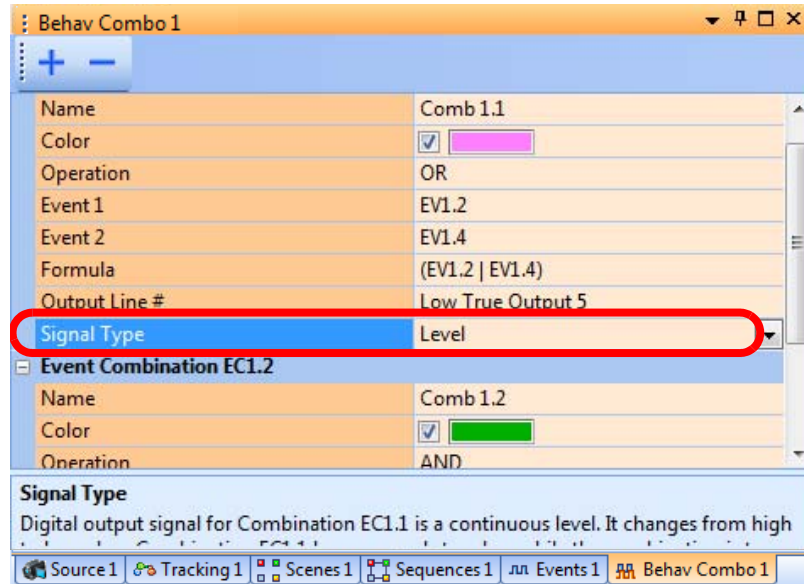 Behav Combo 1
Name Comb 1.1
Color
Operation OR
Event 1 EV1.2
Event 2 EV1.4
Formula (EV1.2 | EV1.4)
Output Line # Low True Output 5
Signal Type Level
Event Combination EC1.2
Name Comb 1.2
Color
Operation AND
Signal Type
Digital output signal for Combination EC1.1 is a continuous level. It changes from high
Source 1 Tracking 1 Scenes 1 Sequences 1 Events 1 Behav Combo 1